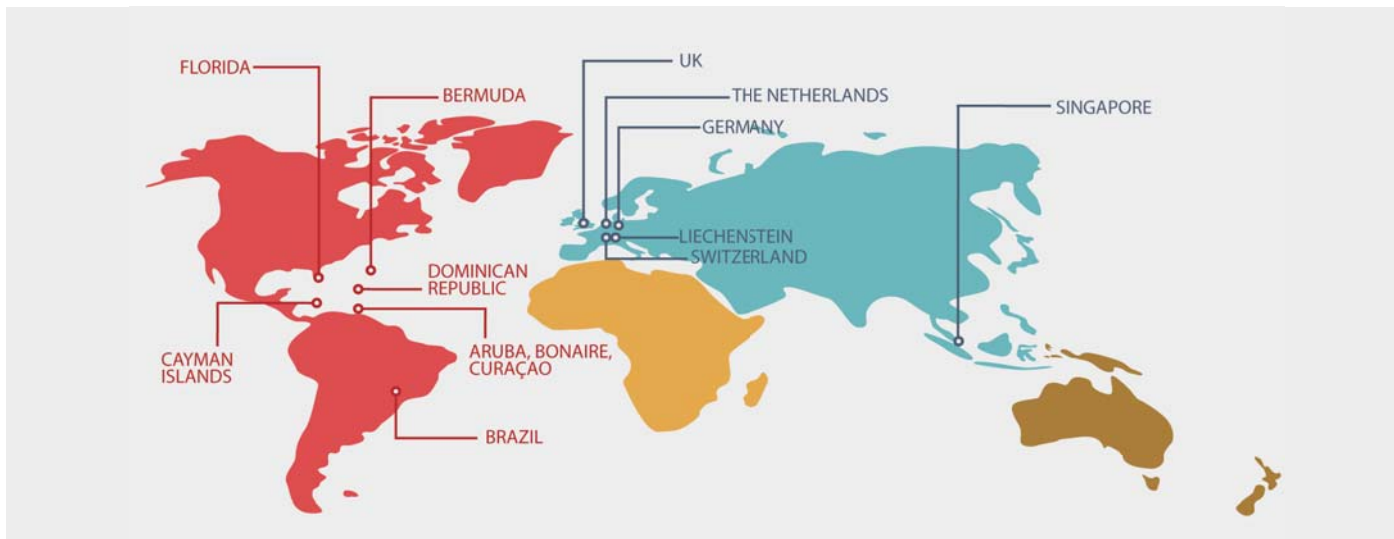 FLORIDA
BERMUDA
UK
THE NETHERLANDS
GERMANY
SINGAPORE
LIECHENSTEIN
SWITZERLAND
DOMINICAN
REPUBLIC
CAYMAN
ISLANDS
ARUBA, BONAIRE,
CURAÇAO
BRAZIL